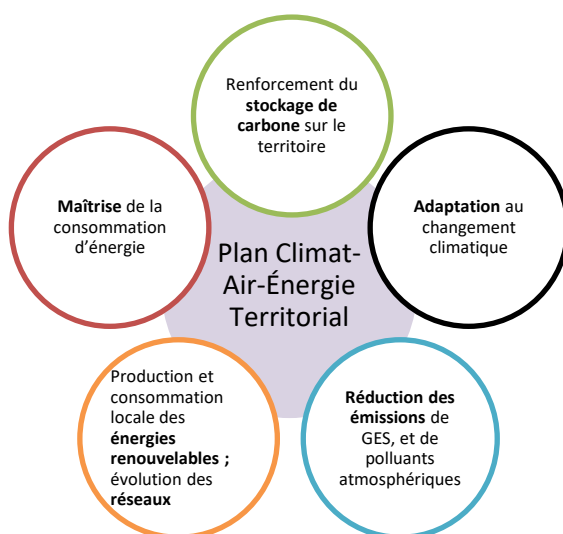 Renforcement du
stockage de
carbone sur le
territoire
Maîtrise de la
consommation
d'énergie
Adaptation au
changement
climatique
Plan Climat-
Air-Énergie
Territorial
Production et
consommation
locale des
énergies
renouvelables ;
évolution des
réseaux
Réduction des
émissions de
GES, et de
polluants
atmosphériques